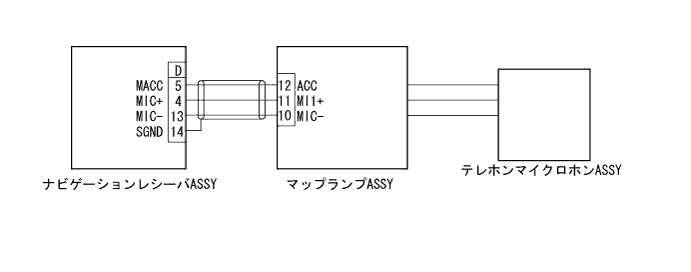 D
MACC 5
MIC+ 4
MIC- 13
SGND 14
12 ACC
11 MI1+
10 MIC-
ナビゲーションレシーバASSY
マップランプASSY
テレホンマイクロホンASSY